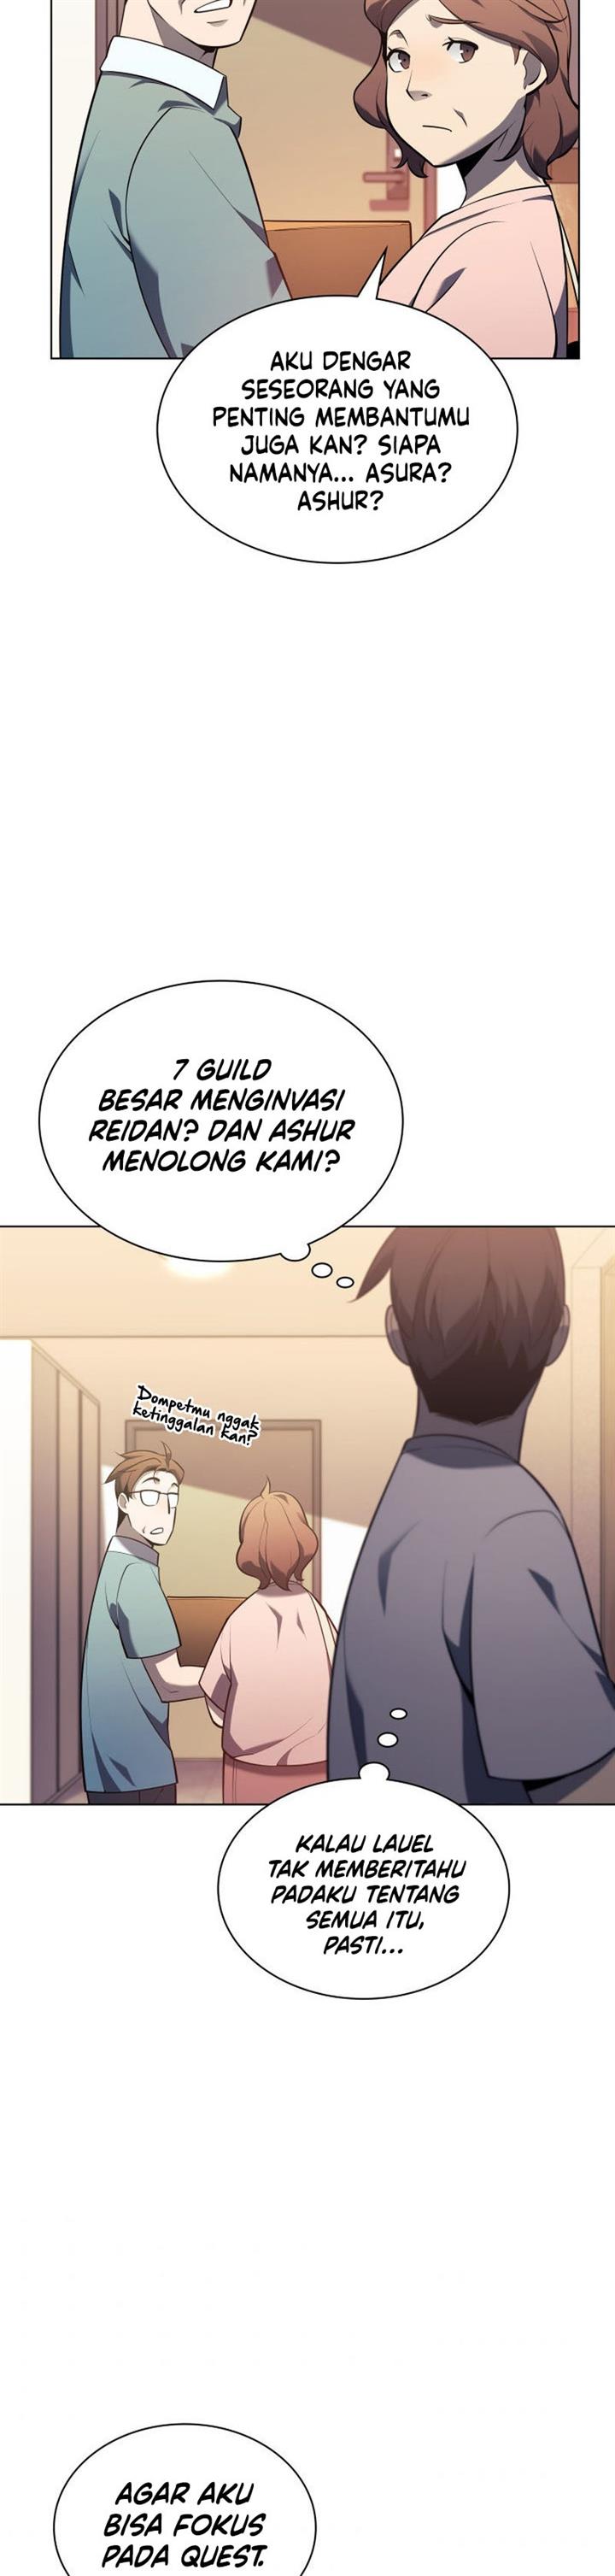 AKU DENGAR
SESEORANG YANG
PENTING MEMBANTUMU
JUGA KAN? SIAPA
NAMANYA... ASURA?
ASHUR?
7 GUILD
BESAR MENGINVASI
REIDAN? DAN ASHUR
MENOLONG KAMI?
Dompetmu nggak
ketinggalan kan?
KALAU LAUEL
TAK MEMBERITAHU
PADAKU TENTANG
SEMUA ITU,
PASTI...
AGAR AKU
BISA FOKUS
PADA QUEST.